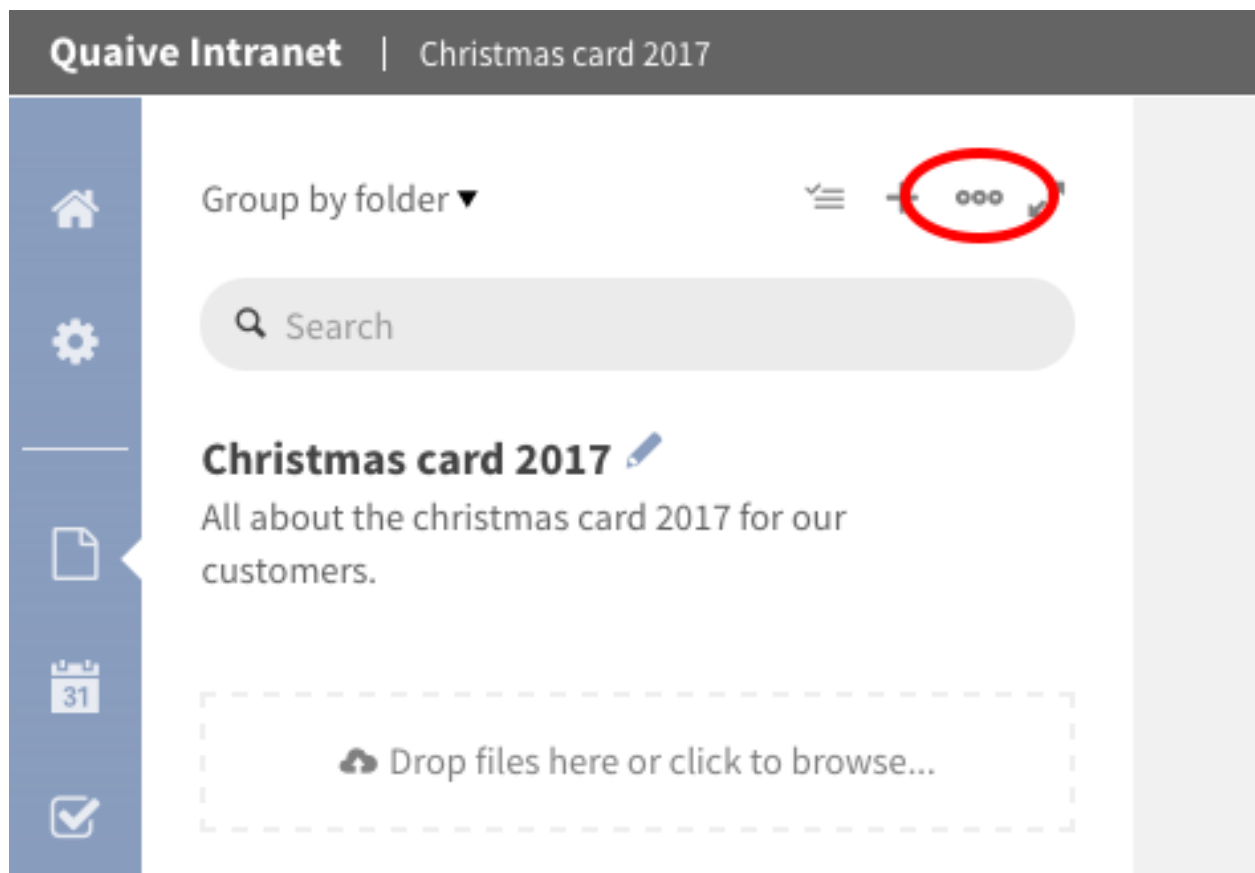 Quaive Intranet | Christmas card 2017
Group by folder
Search
Christmas card 2017
All about the christmas card 2017 for our
customers.
31
Drop files here or click to browse...